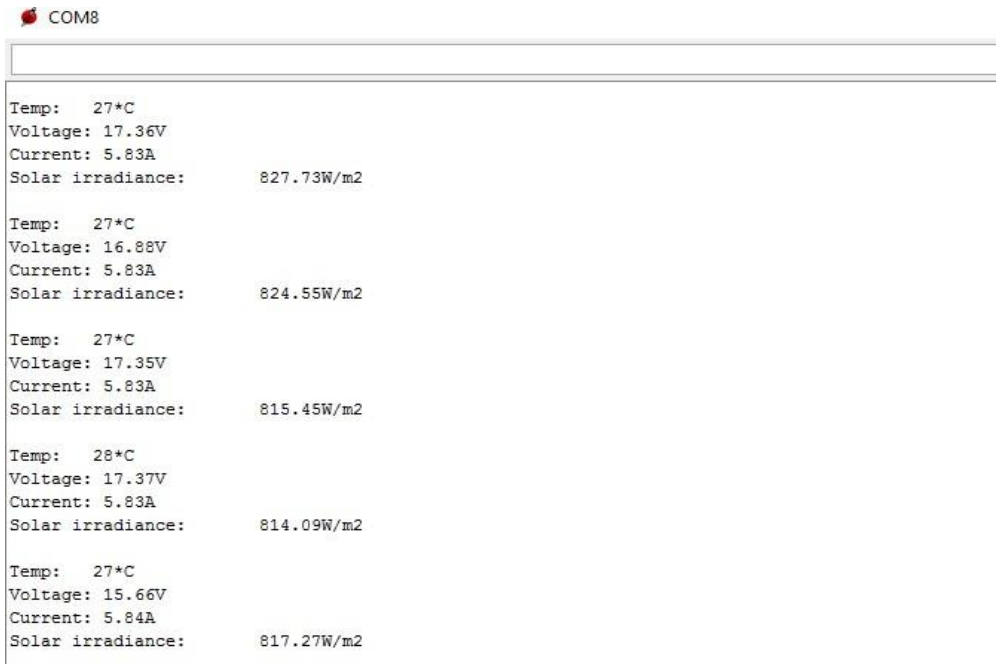 COM8
Temp: 27*C
Voltage: 17.36V
Current: 5.83A
Solar irradiance: 827.73W/m2
Temp: 27*C
Voltage: 16.88V
Current: 5.83A
Solar irradiance: 824.55W/m2
Temp: 27*C
Voltage: 17.35V
Current: 5.83A
Solar irradiance: 815.45W/m2
Temp: 28*C
Voltage: 17.37V
Current: 5.83A
Solar irradiance: 814.09W/m2
Temp: 27*C
Voltage: 15.66V
Current: 5.84A
Solar irradiance: 817.27W/m2